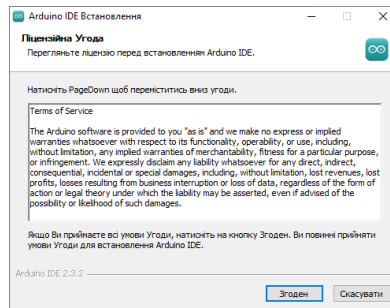 Arduino IDE Встановлення
Ліцензійна Угода
Перегляньте ліцензію перед встановленням Arduino IDE.
Натисніть PageDown щоб переміститись вниз угоди.
Terms of Service
The Arduino software is provided to you "as is" and we make no express or implied
warranties whatsoever with respect to its functionality, operability, or use, including,
without limitation, any implied warranties of merchantability, fitness for a particular purpose,
or infringement. We expressly disclaim any liability whatsoever for any direct, indirect,
consequential, incidental or special damages, including, without limitation, lost revenues, lost
profits, losses resulting from business interruption or loss of data, regardless of the form of
action or legal theory under which the liability may be asserted, even if advised of the
possibility or likelihood of such damages.
Якщо Ви приймаєте всі умови Угоди, натисніть на кнопку Згоден. Ви повинні прийняти
умови Угоди для встановлення Arduino IDE.
Arduino IDE 2.3.2
Згоден
Скасувати